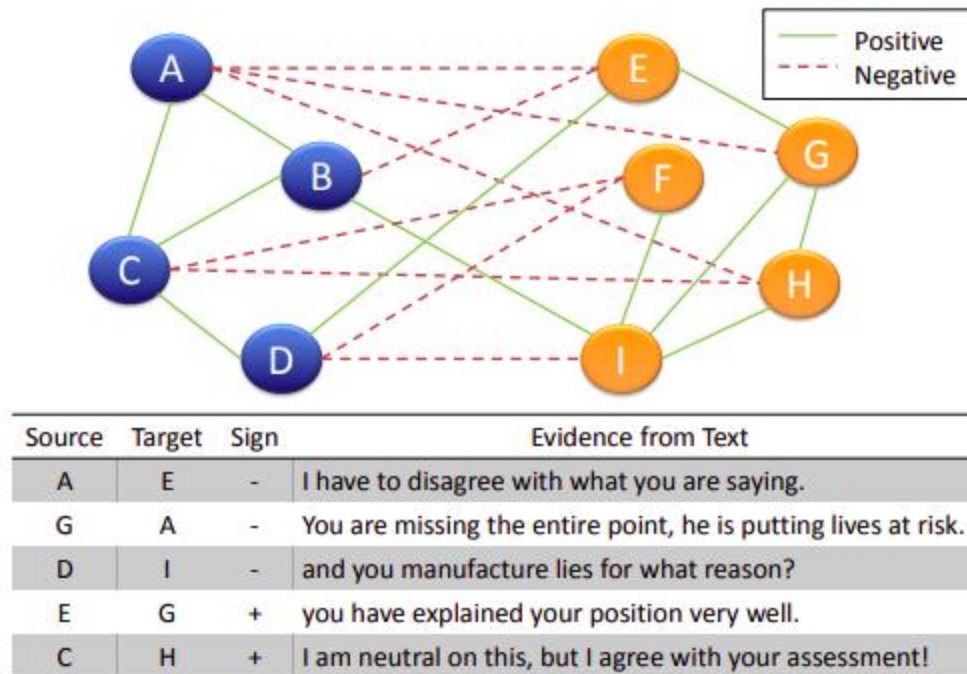 A
E
Positive
Negative
G
B
F
C
H
D
I
Source Target Sign Evidence from Text
A E - I have to disagree with what you are saying.
G A - You are missing the entire point, he is putting lives at risk.
D I - and you manufacture lies for what reason?
E G + you have explained your position very well.
C H + I am neutral on this, but I agree with your assessment!